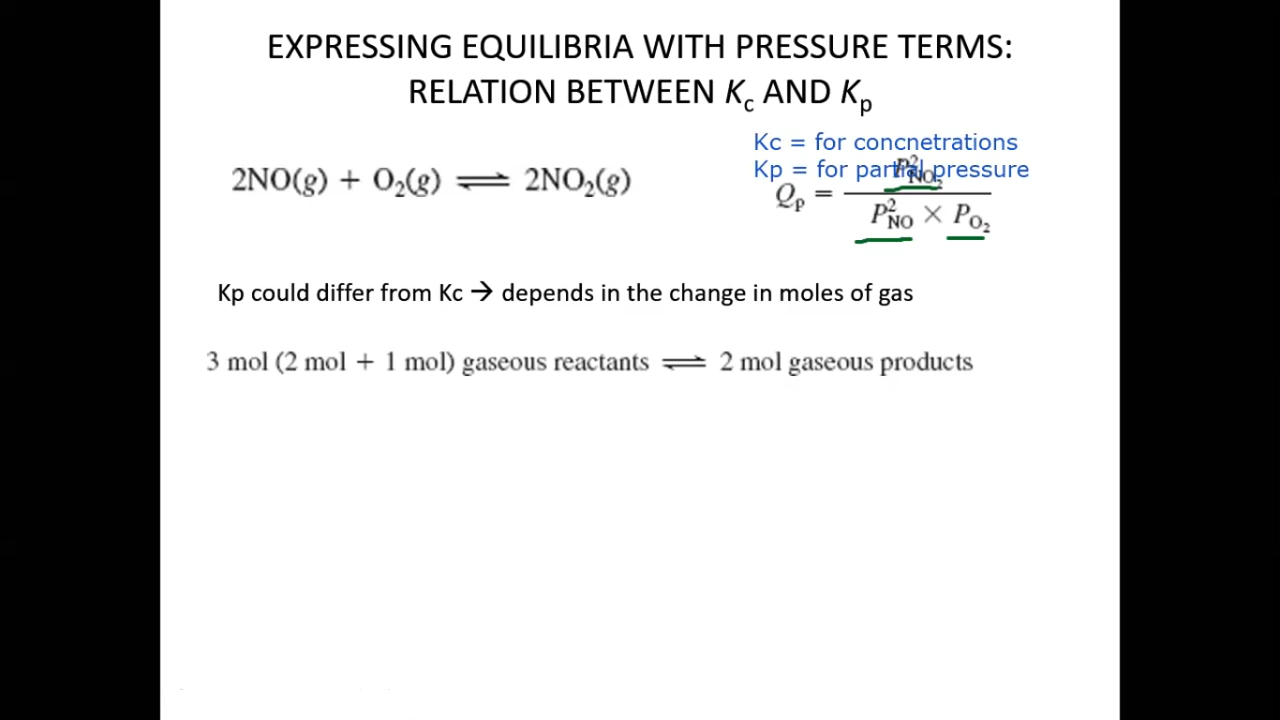 EXPRESSING EQUILIBRIA WITH PRESSURE TERMS:
RELATION BETWEEN Kc AND Kp
Kc = for concnetrations
Kp = for partial pressure
2NO(g) + O₂(g) ⇌ 2NO₂(g)
Qp = P²NO₂ / P²NO × PO₂
Kp could differ from Kc → depends in the change in moles of gas
3 mol (2 mol + 1 mol) gaseous reactants ⇌ 2 mol gaseous products